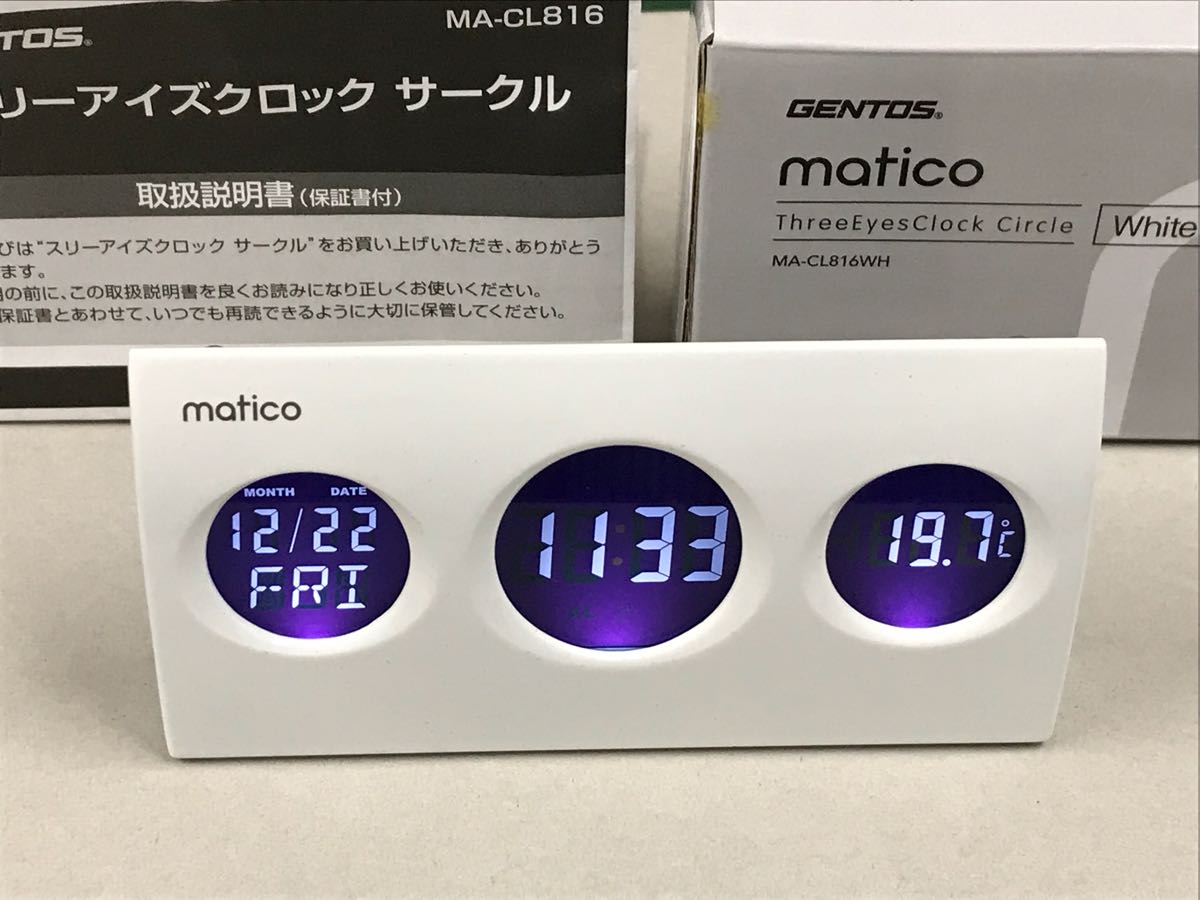 MA-CL816
TOS®
リーアイズクロック サークル
取扱説明書(保証書付)
びは"スリーアイズクロック サークル"をお買い上げいただき、ありがとう
ます。
の前に、この取扱説明書を良くお読みになり正しくお使いください。
保証書とあわせて、いつでも再読できるように大切に保管してください。
GENTOS®
matico
ThreeEyesClock Circle
White
MA-CL816WH
matico
MONTH DATE
12/22
FRI
11:33
19.7℃